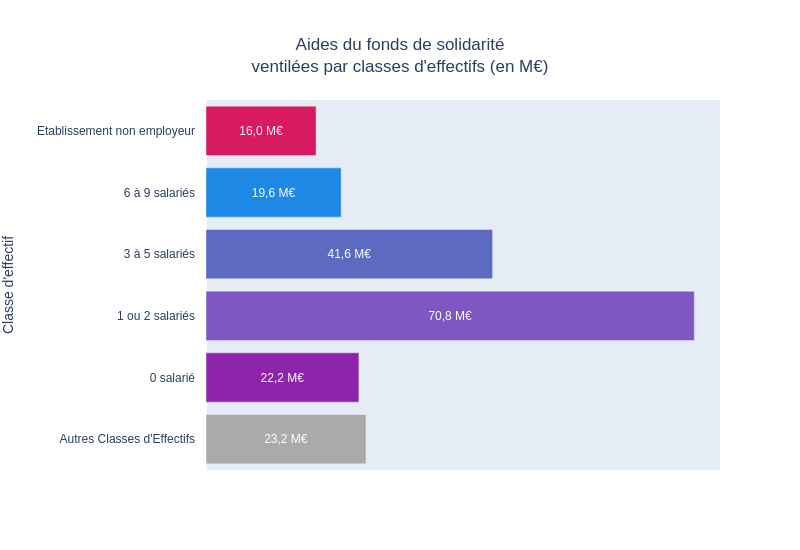 Aides du fonds de solidarité
ventilées par classes d'effectifs (en M€)
Classe d'effectif
Etablissement non employeur
16,0 M€
6 à 9 salariés
19,6 M€
3 à 5 salariés
41,6 M€
1 ou 2 salariés
70,8 M€
0 salarié
22,2 M€
Autres Classes d'Effectifs
23,2 M€